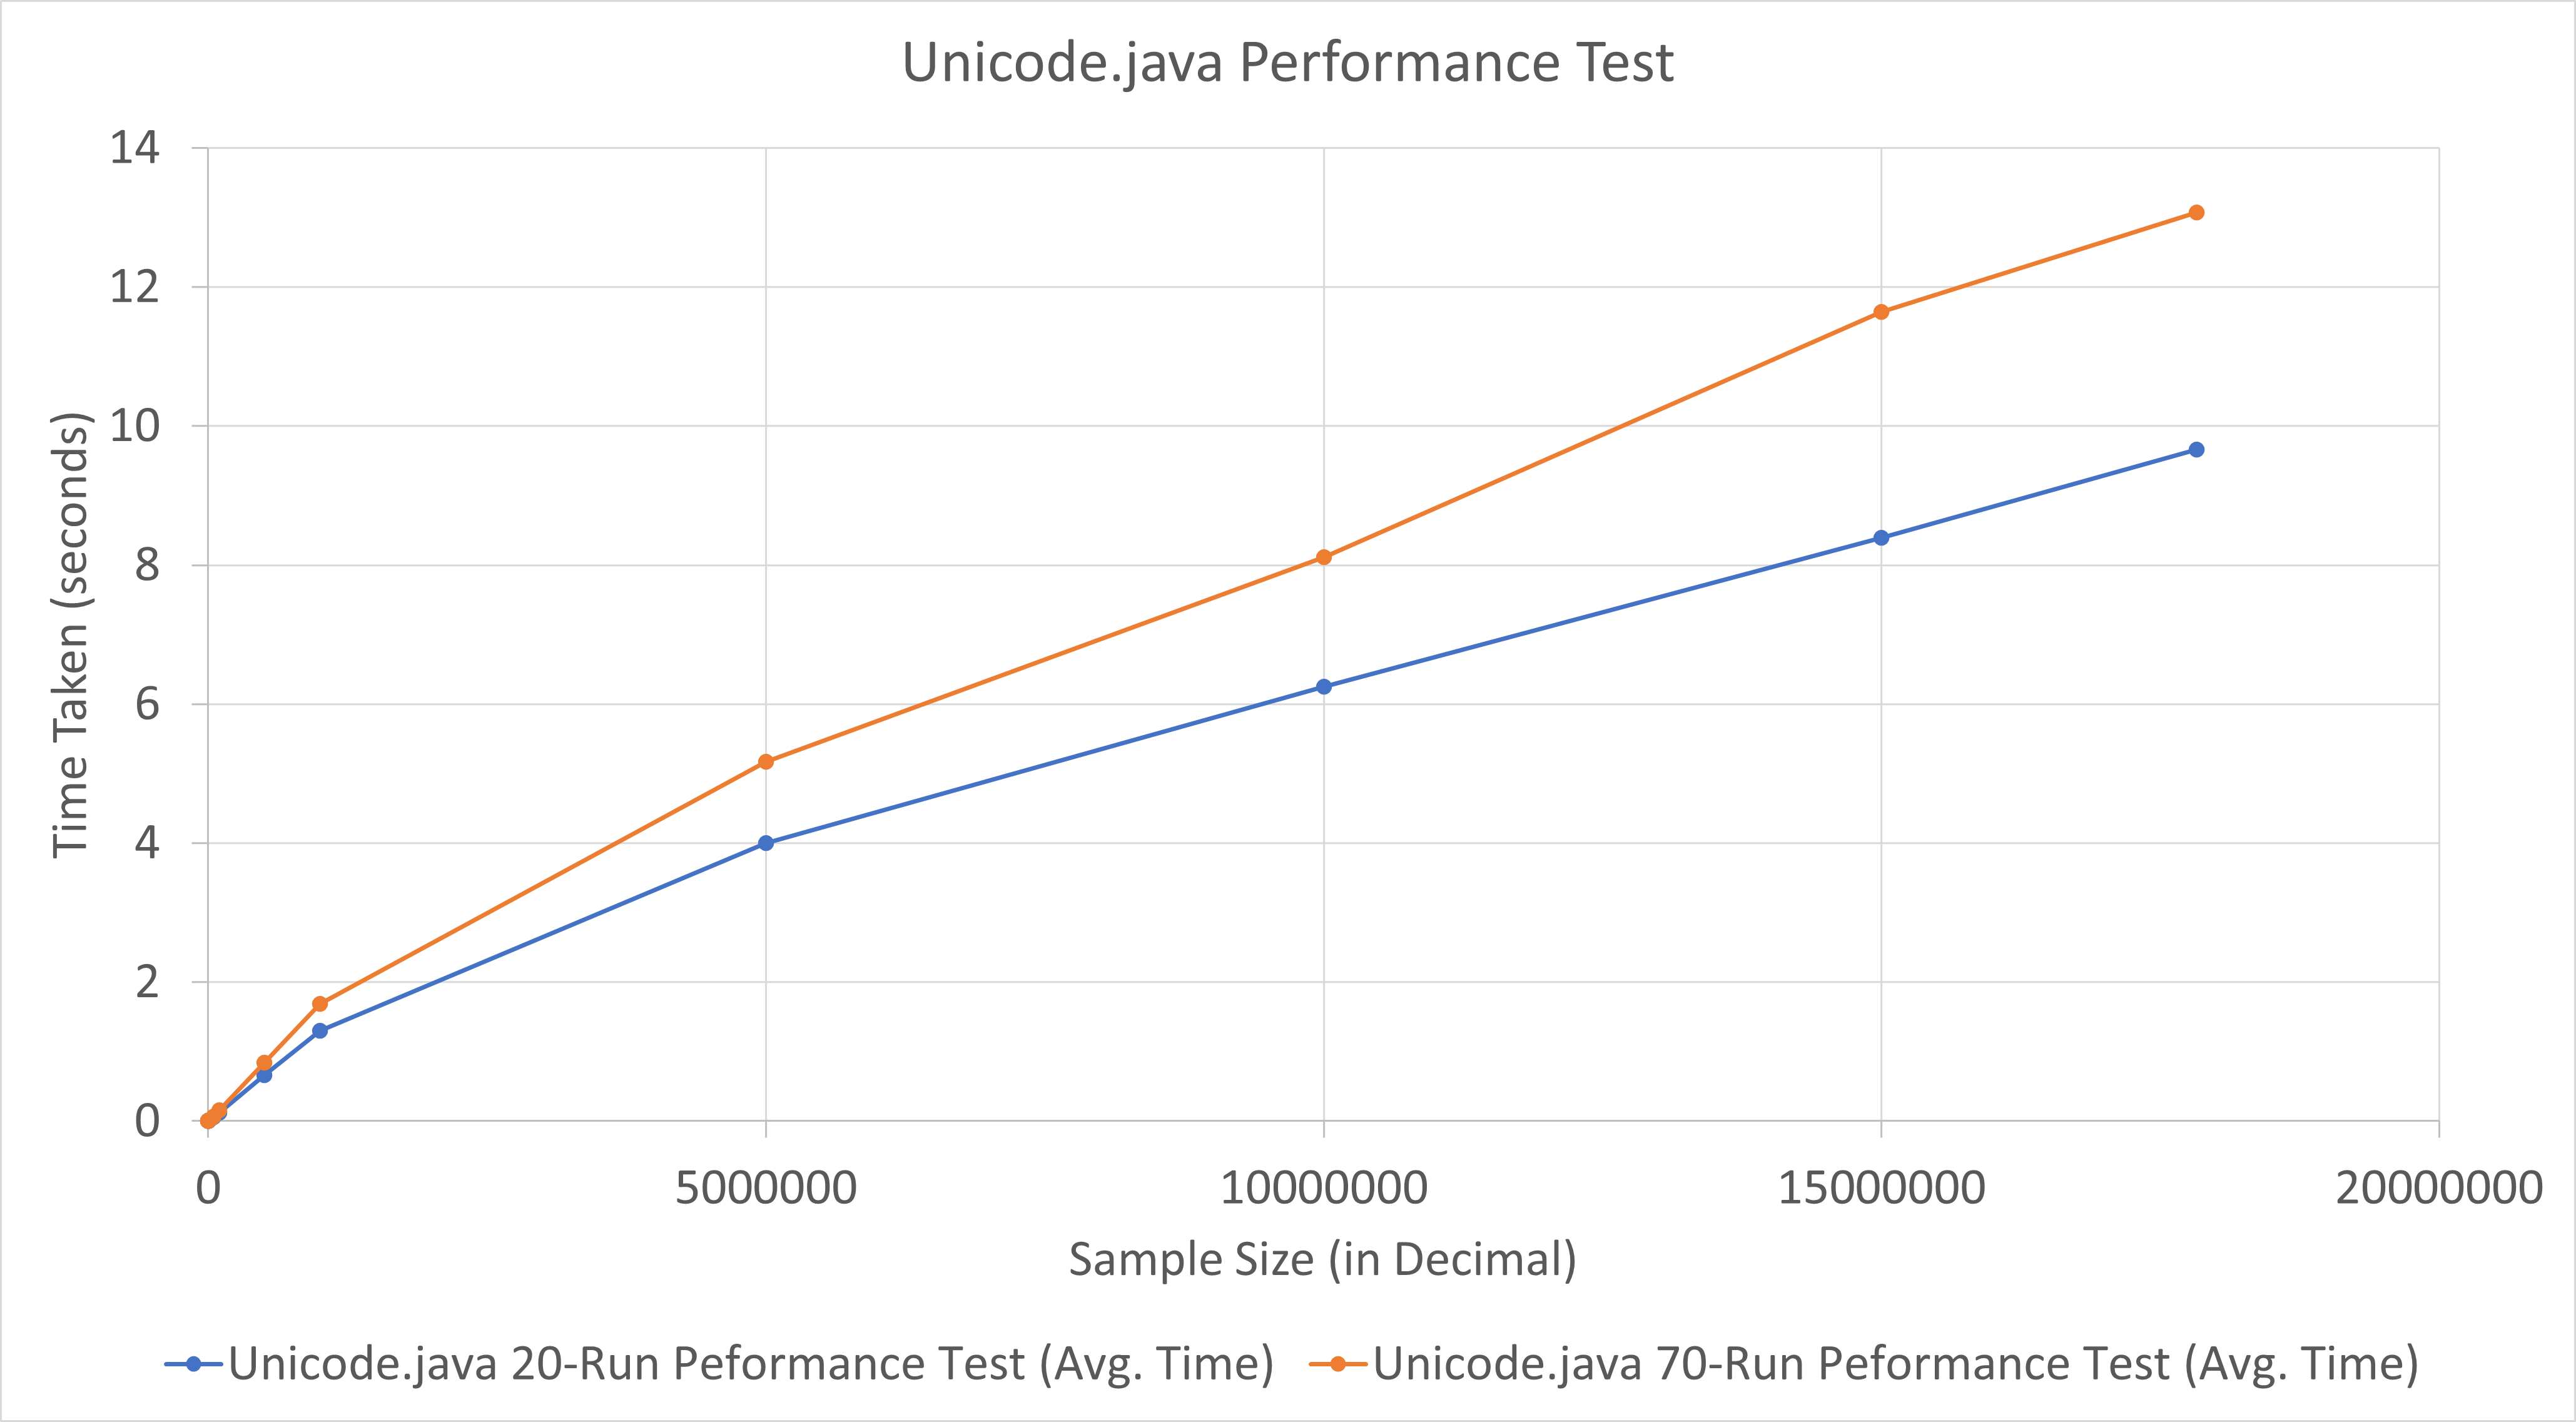 Unicode.java Performance Test
14
12
10
8
6
4
2
0
Time Taken (seconds)
0 5000000 10000000 15000000 20000000
Sample Size (in Decimal)
Unicode.java 20-Run Peformance Test (Avg. Time) Unicode.java 70-Run Peformance Test (Avg. Time)